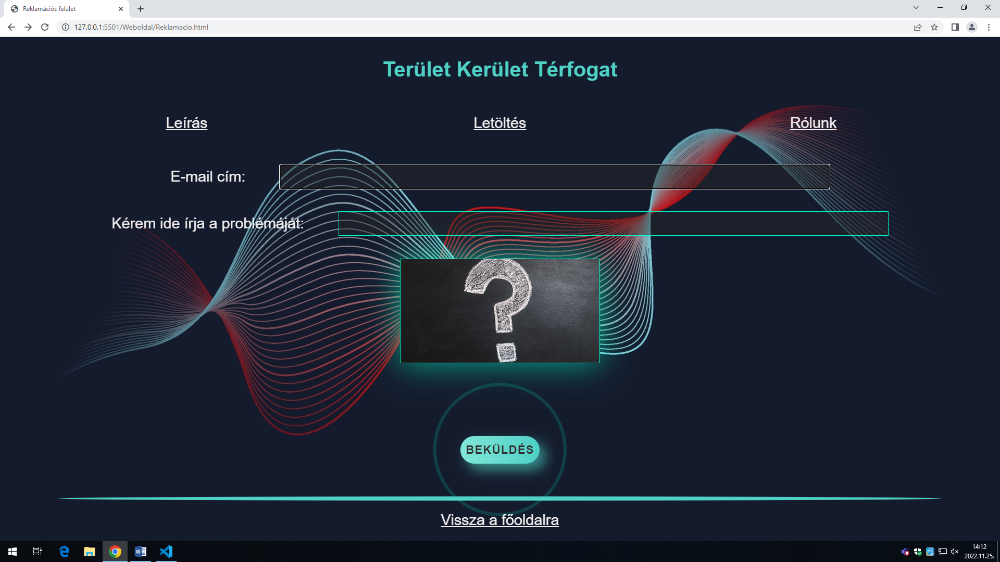 Reklamációs felület
127.0.0.1:5501/Weboldal/Reklamacio.html
Terület Kerület Térfogat
Leírás Letöltés Rólunk
E-mail cím:
Kérem ide írja a problémáját:
?
BEKÜLDÉS
Vissza a főoldalra
14:12
2022.11.25.